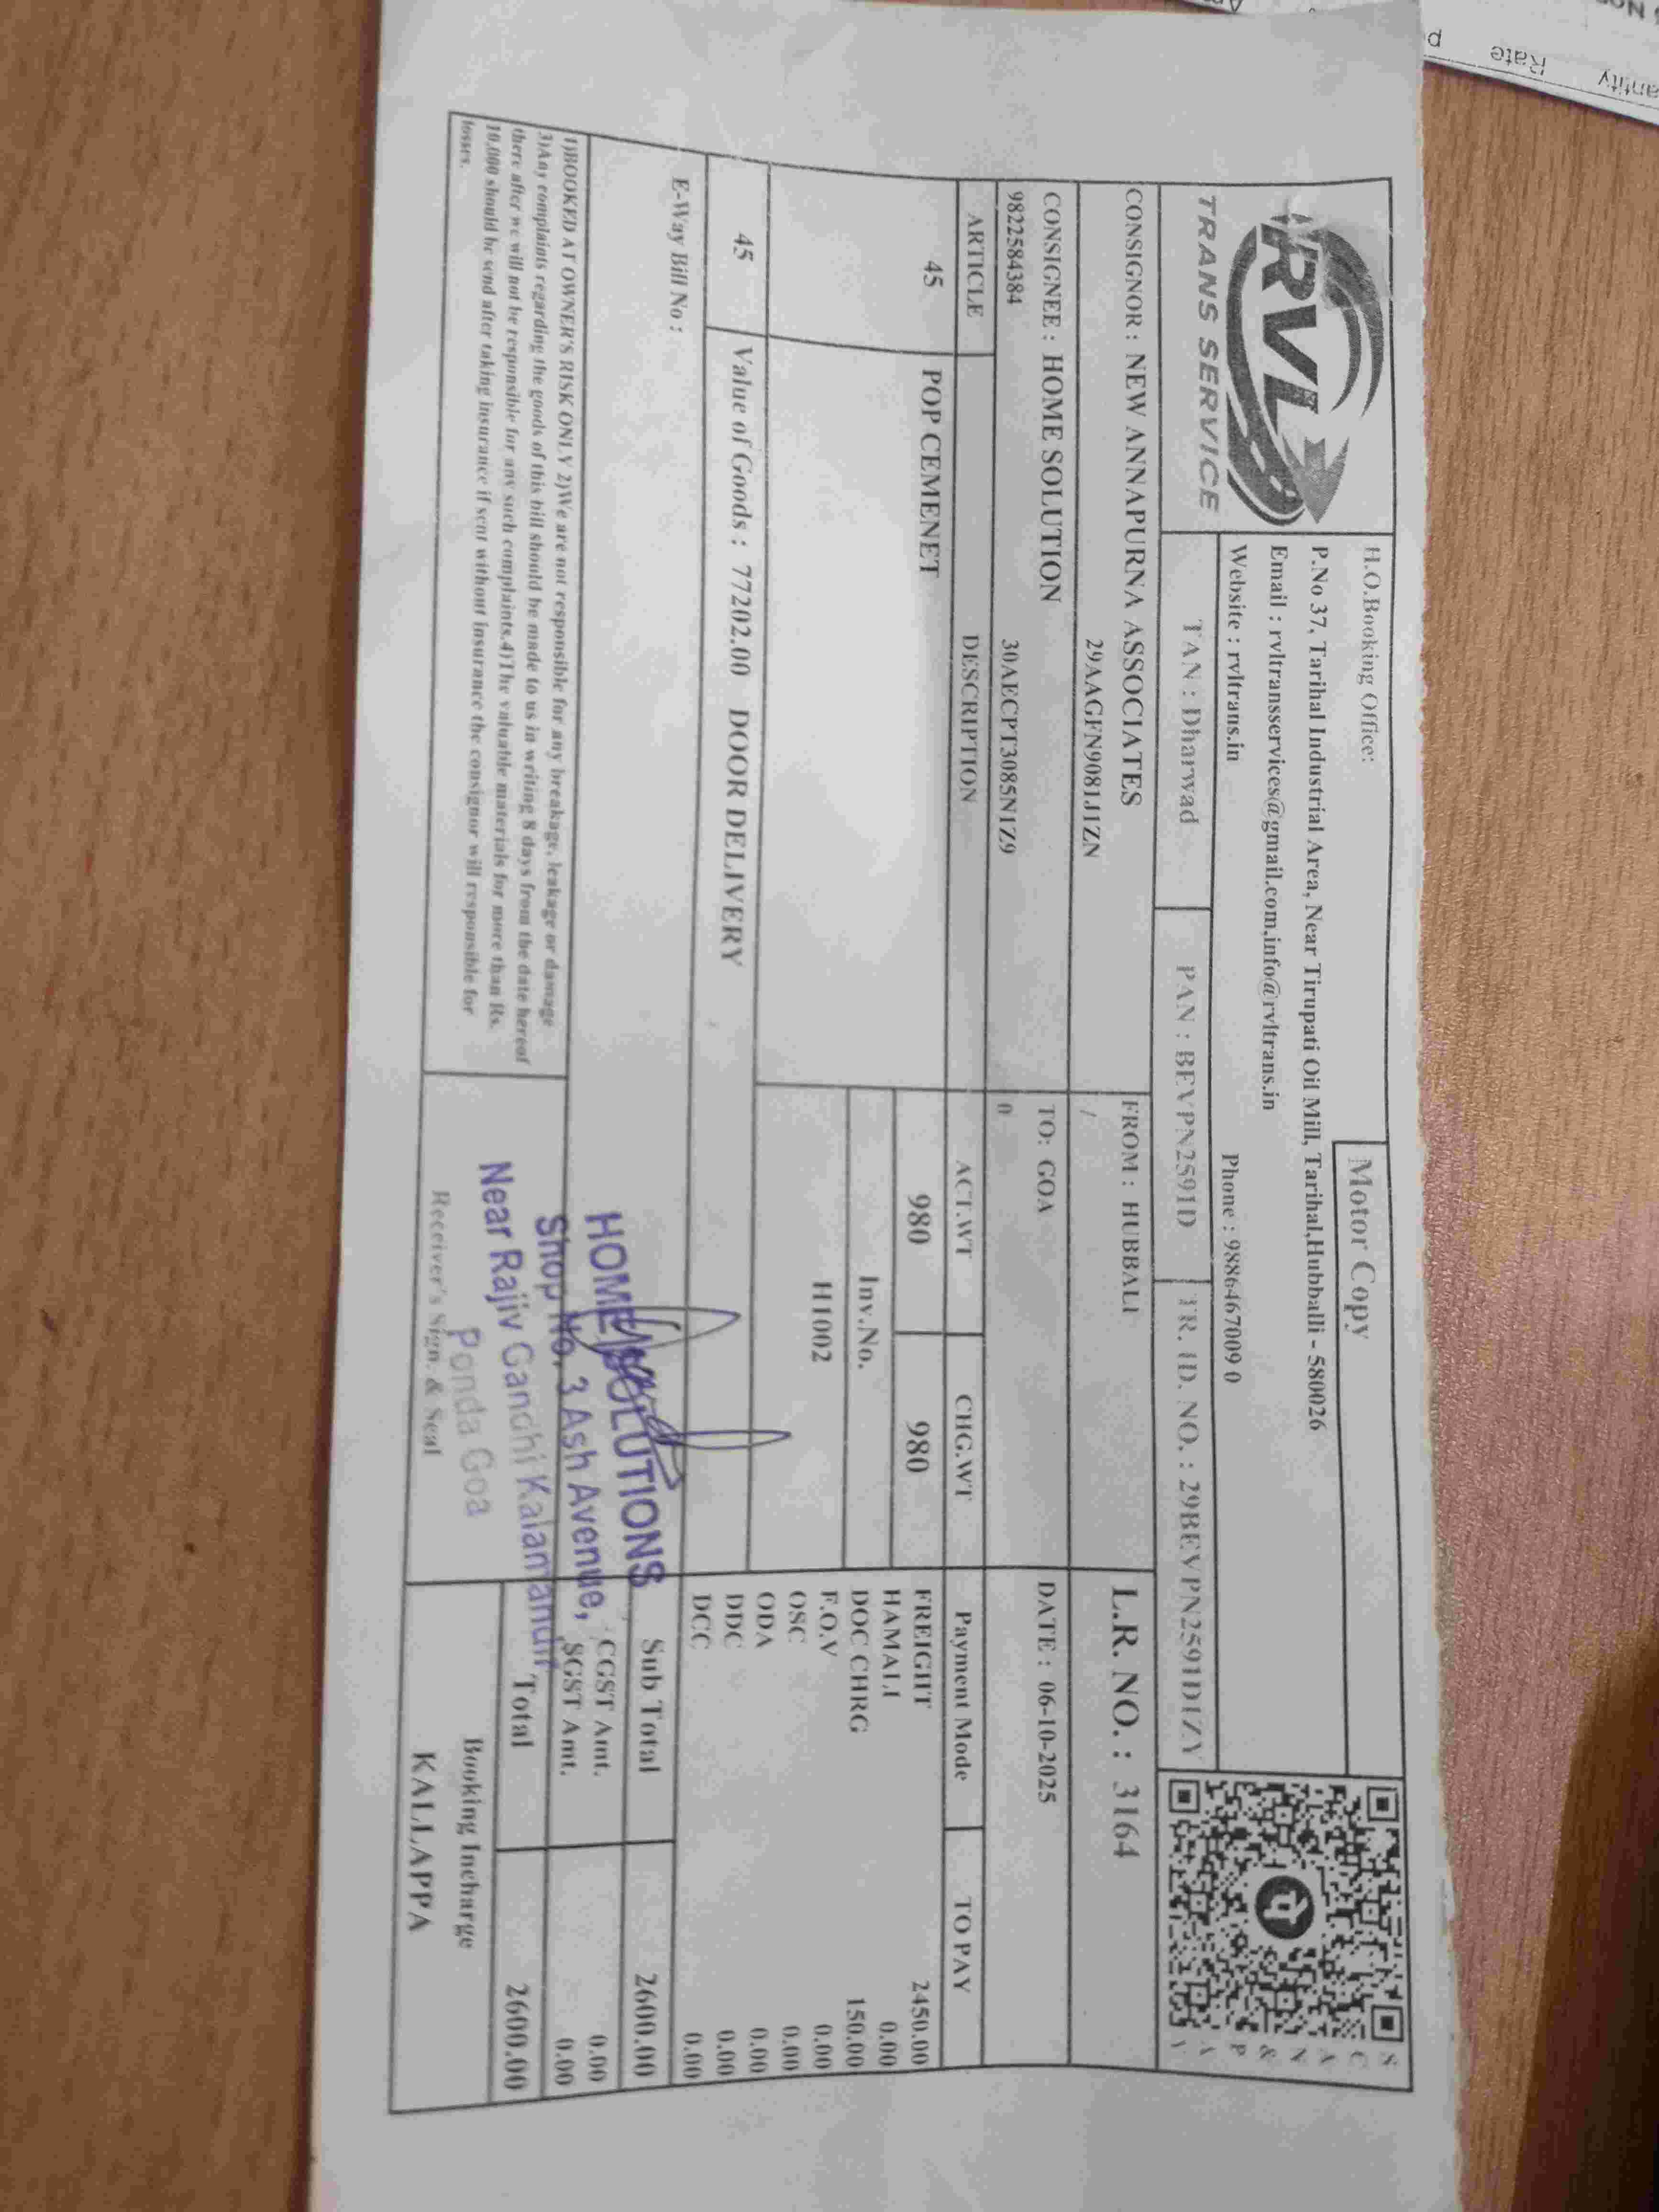 RVL
TRANS SERVICE
H.O.Booking Office:
Motor Copy
P.No 37, Tarihal Industrial Area, Near Tirupati Oil Mill, Tarihal,Hubballi - 580026
Email : rvltransservices@gmail.com,info@rvltrans.in
Website : rvltrans.in Phone : 9886467009 0
SCAN & PAY
TAN : Dharwad PAN : BEVPN2591D TR. ID. NO. : 29BEVPN2591D1ZY
CONSIGNOR : NEW ANNAPURNA ASSOCIATES FROM : HUBBALI L.R. NO. : 3164
29AAGFN9081J1ZN /
CONSIGNEE : HOME SOLUTION TO: GOA DATE : 06-10-2025
9822584384 30AECPT3085N1Z9 0
ARTICLE DESCRIPTION ACT.WT CHG.WT Payment Mode TO PAY
45 POP CEMENET 980 980 FREIGHT 2450.00
HAMALI 0.00
Inv.No. DOC CHRG 150.00
H1002 F.O.V 0.00
OSC 0.00
ODA 0.00
45 Value of Goods : 77202.00 DOOR DELIVERY DDC 0.00
DCC 0.00
E-Way Bill No : Sub Total 2600.00
CGST Amt. 0.00
SGST Amt. 0.00
Total 2600.00
1)BOOKED AT OWNER'S RISK ONLY 2)We are not responsible for any breakage, leakage or damage
3)Any complaints regarding the goods of this bill should be made to us in writing 8 days from the date hereof
there after we will not be responsible for any such complaints.4)The valuable materials for more than Rs.
10,000 should be send after taking insurance if sent without insurance the consignor will responsible for
losses.
HOME SOLUTIONS
Shop No. 3 Ash Avenue,
Near Rajiv Gandhi Kalamandir,
Ponda Goa
Receiver's Sign. & Seal
Booking Incharge
KALLAPPA
antity Rate